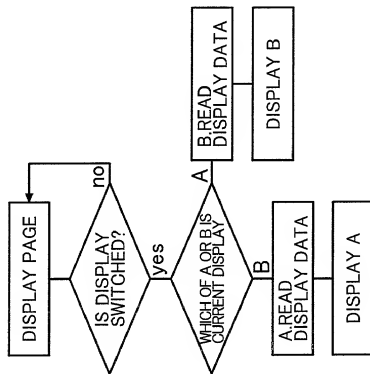 DISPLAY PAGE
no
IS DISPLAY
SWITCHED?
yes
WHICH OF A OR B IS
CURRENT DISPLAY
A
B.READ
DISPLAY DATA
DISPLAY B
B
A.READ
DISPLAY DATA
DISPLAY A